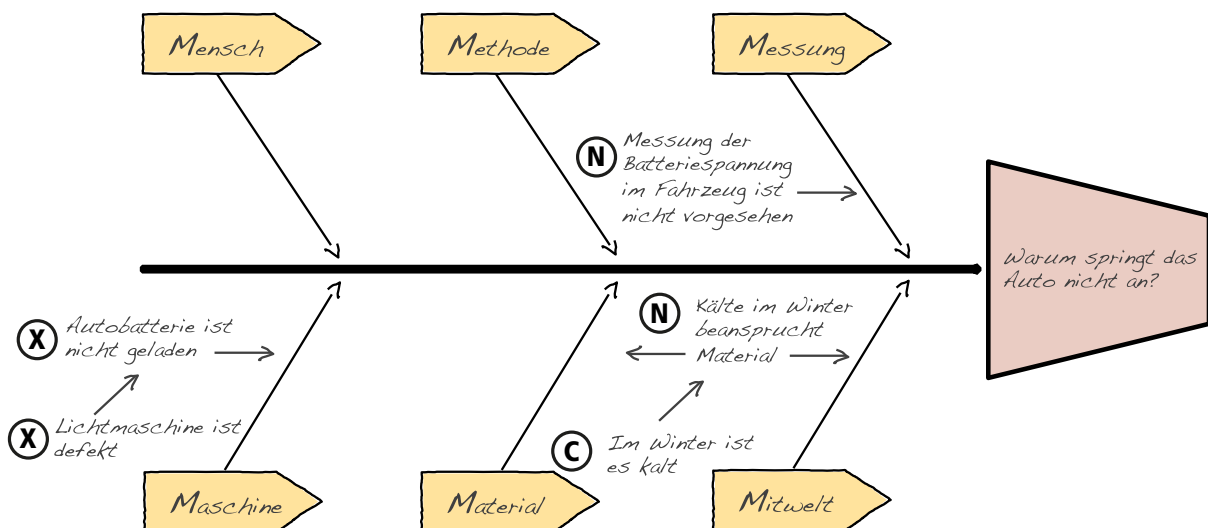 Mensch
Methode
Messung
N
Messung der
Batteriespannung
im Fahrzeug ist
nicht vorgesehen
Warum springt das
Auto nicht an?
X
Autobatterie ist
nicht geladen
N
Kälte im Winter
beansprucht
Material
X
Lichtmaschine ist
defekt
C
Im Winter ist
es kalt
Maschine
Material
Mitwelt